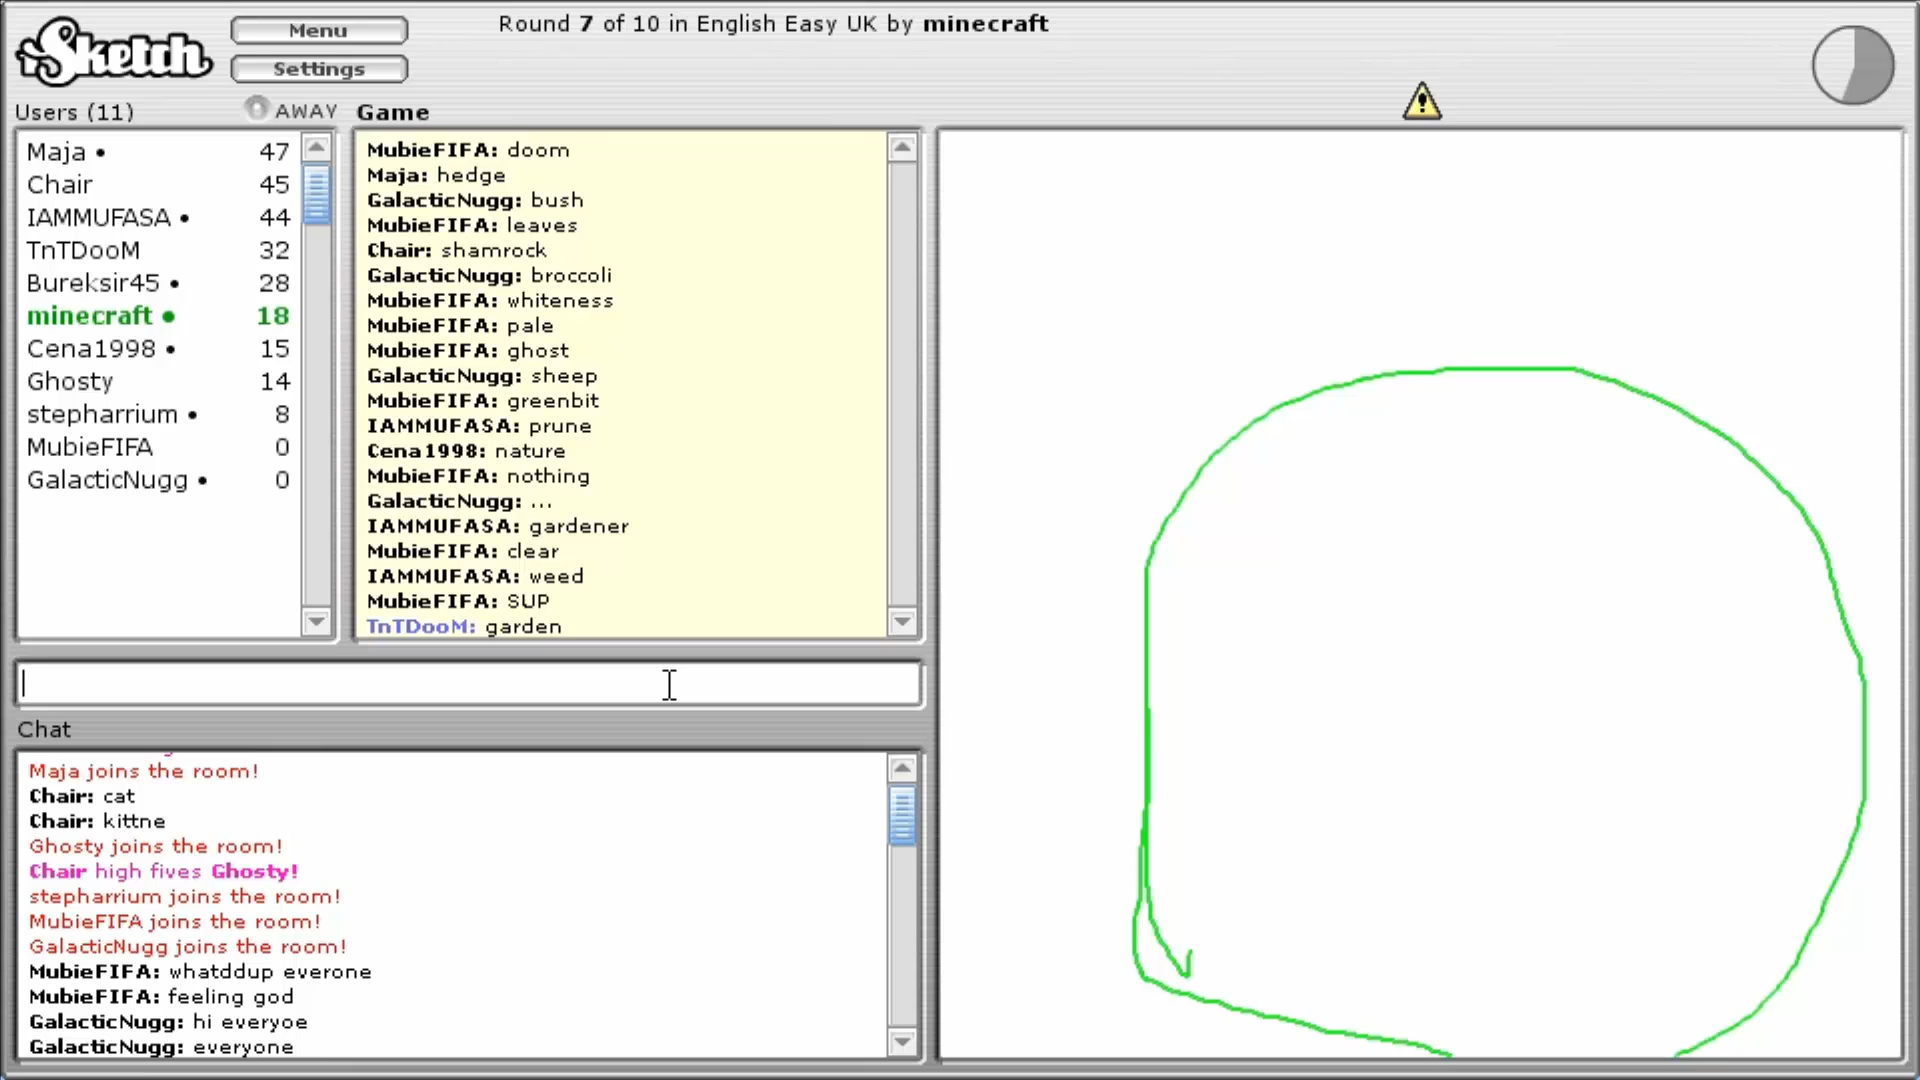 iSketch
Menu
Settings
Round 7 of 10 in English Easy UK by minecraft
Users (11)
AWAY
Game
Maja • 47
Chair 45
IAMMUFASA • 44
TnTDooM 32
Bureksir45 • 28
minecraft • 18
Cena1998 • 15
Ghosty 14
stepharrium • 8
MubieFIFA 0
GalacticNugg • 0
MubieFIFA: doom
Maja: hedge
GalacticNugg: bush
MubieFIFA: leaves
Chair: shamrock
GalacticNugg: broccoli
MubieFIFA: whiteness
MubieFIFA: pale
MubieFIFA: ghost
GalacticNugg: sheep
MubieFIFA: greenbit
IAMMUFASA: prune
Cena1998: nature
MubieFIFA: nothing
GalacticNugg: ...
IAMMUFASA: gardener
MubieFIFA: clear
IAMMUFASA: weed
MubieFIFA: SUP
TnTDooM: garden
Chat
Maja joins the room!
Chair: cat
Chair: kittne
Ghosty joins the room!
Chair high fives Ghosty!
stepharrium joins the room!
MubieFIFA joins the room!
GalacticNugg joins the room!
MubieFIFA: whatddup everone
MubieFIFA: feeling god
GalacticNugg: hi everyoe
GalacticNugg: everyone